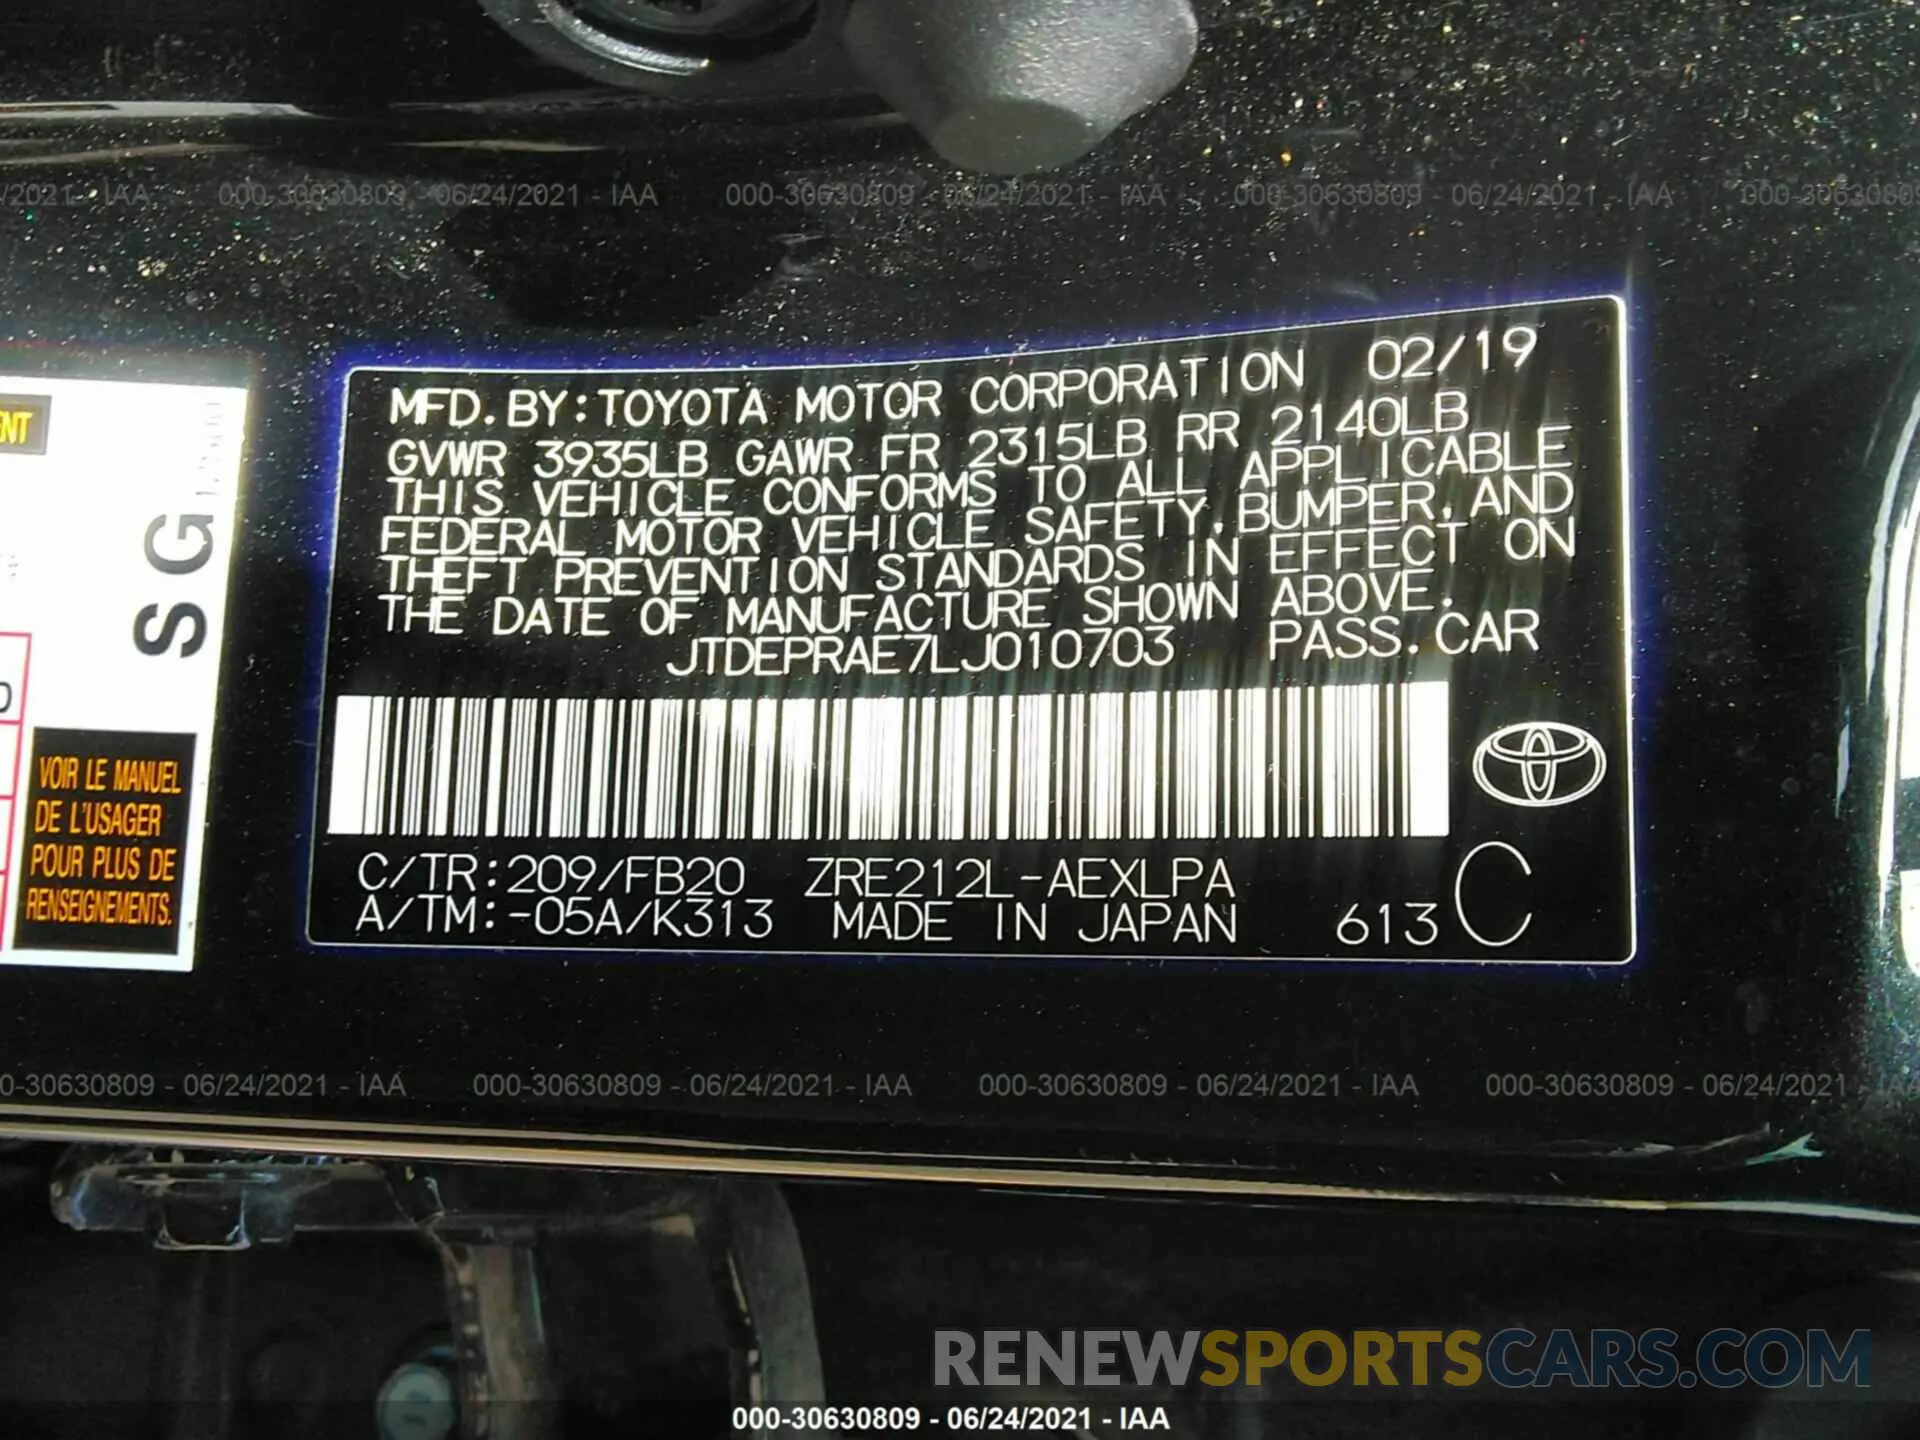 /2021 - IAA 000-30630809 - 06/24/2021 - IAA 000-30630809 - 06/24/2021 - IAA 000-30630809 - 06/24/2021 - IAA 000-3063080
MFD.BY:TOYOTA MOTOR CORPORATION 02/19
GVWR 3935LB GAWR FR 2315LB RR 2140LB
THIS VEHICLE CONFORMS TO ALL APPLICABLE
FEDERAL MOTOR VEHICLE SAFETY,BUMPER,AND
THEFT PREVENTION STANDARDS IN EFFECT ON
THE DATE OF MANUFACTURE SHOWN ABOVE.
JTDEPRAE7LJ010703 PASS.CAR
C/TR:209/FB20 ZRE212L-AEXLPA
A/TM:-05A/K313 MADE IN JAPAN 613 C
ENT
SG
0
VOIR LE MANUEL
DE L'USAGER
POUR PLUS DE
RENSEIGNEMENTS.
0-30630809 - 06/24/2021 - IAA 000-30630809 - 06/24/2021 - IAA 000-30630809 - 06/24/2021 - IAA 000-30630809 - 06/24/2021 - IAA
RENEWSPORTSCARS.COM
000-30630809 - 06/24/2021 - IAA